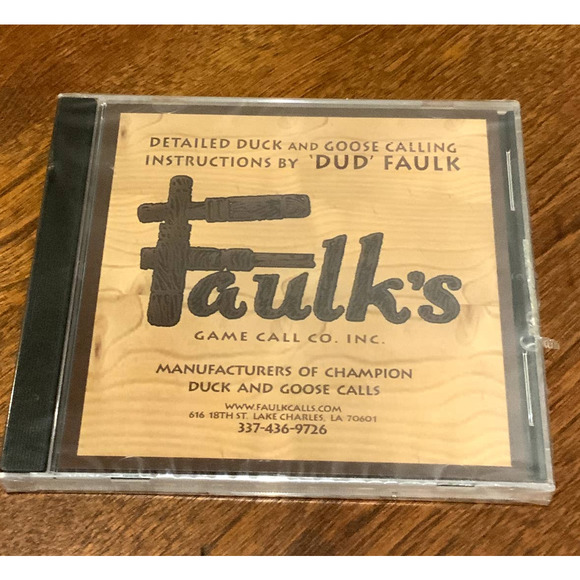 DETAILED DUCK AND GOOSE CALLING
INSTRUCTIONS BY 'DUD' FAULK
Faulk's
GAME CALL CO. INC.
MANUFACTURERS OF CHAMPION
DUCK AND GOOSE CALLS
WWW.FAULKCALLS.COM
616 18TH ST. LAKE CHARLES, LA 70601
337-436-9726